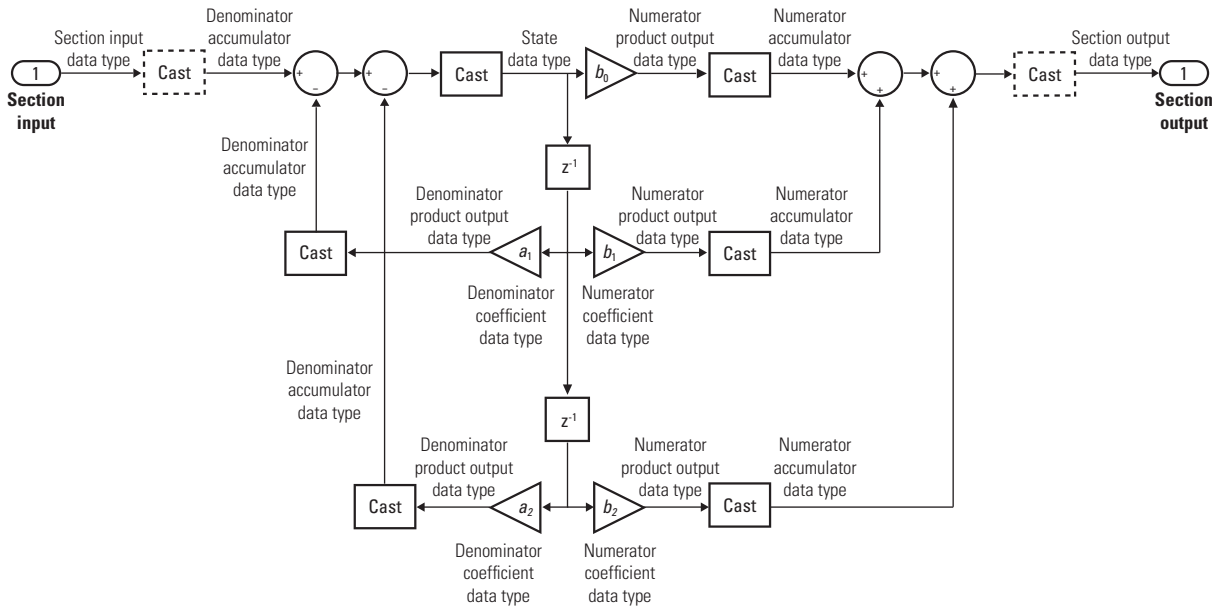 Section input
data type
Denominator
accumulator
data type
State
data type
Numerator
product output
data type
Numerator
accumulator
data type
Section output
data type
1
Section
input
Cast
+
−
+
−
Cast
b0
Cast
+
+
+
+
Cast
1
Section
output
Denominator
accumulator
data type
z-1
Denominator
product output
data type
Numerator
product output
data type
Numerator
accumulator
data type
Cast
a1
b1
Cast
Denominator
coefficient
data type
Numerator
coefficient
data type
Denominator
accumulator
data type
z-1
Denominator
product output
data type
Numerator
product output
data type
Numerator
accumulator
data type
Cast
a2
b2
Cast
Denominator
coefficient
data type
Numerator
coefficient
data type